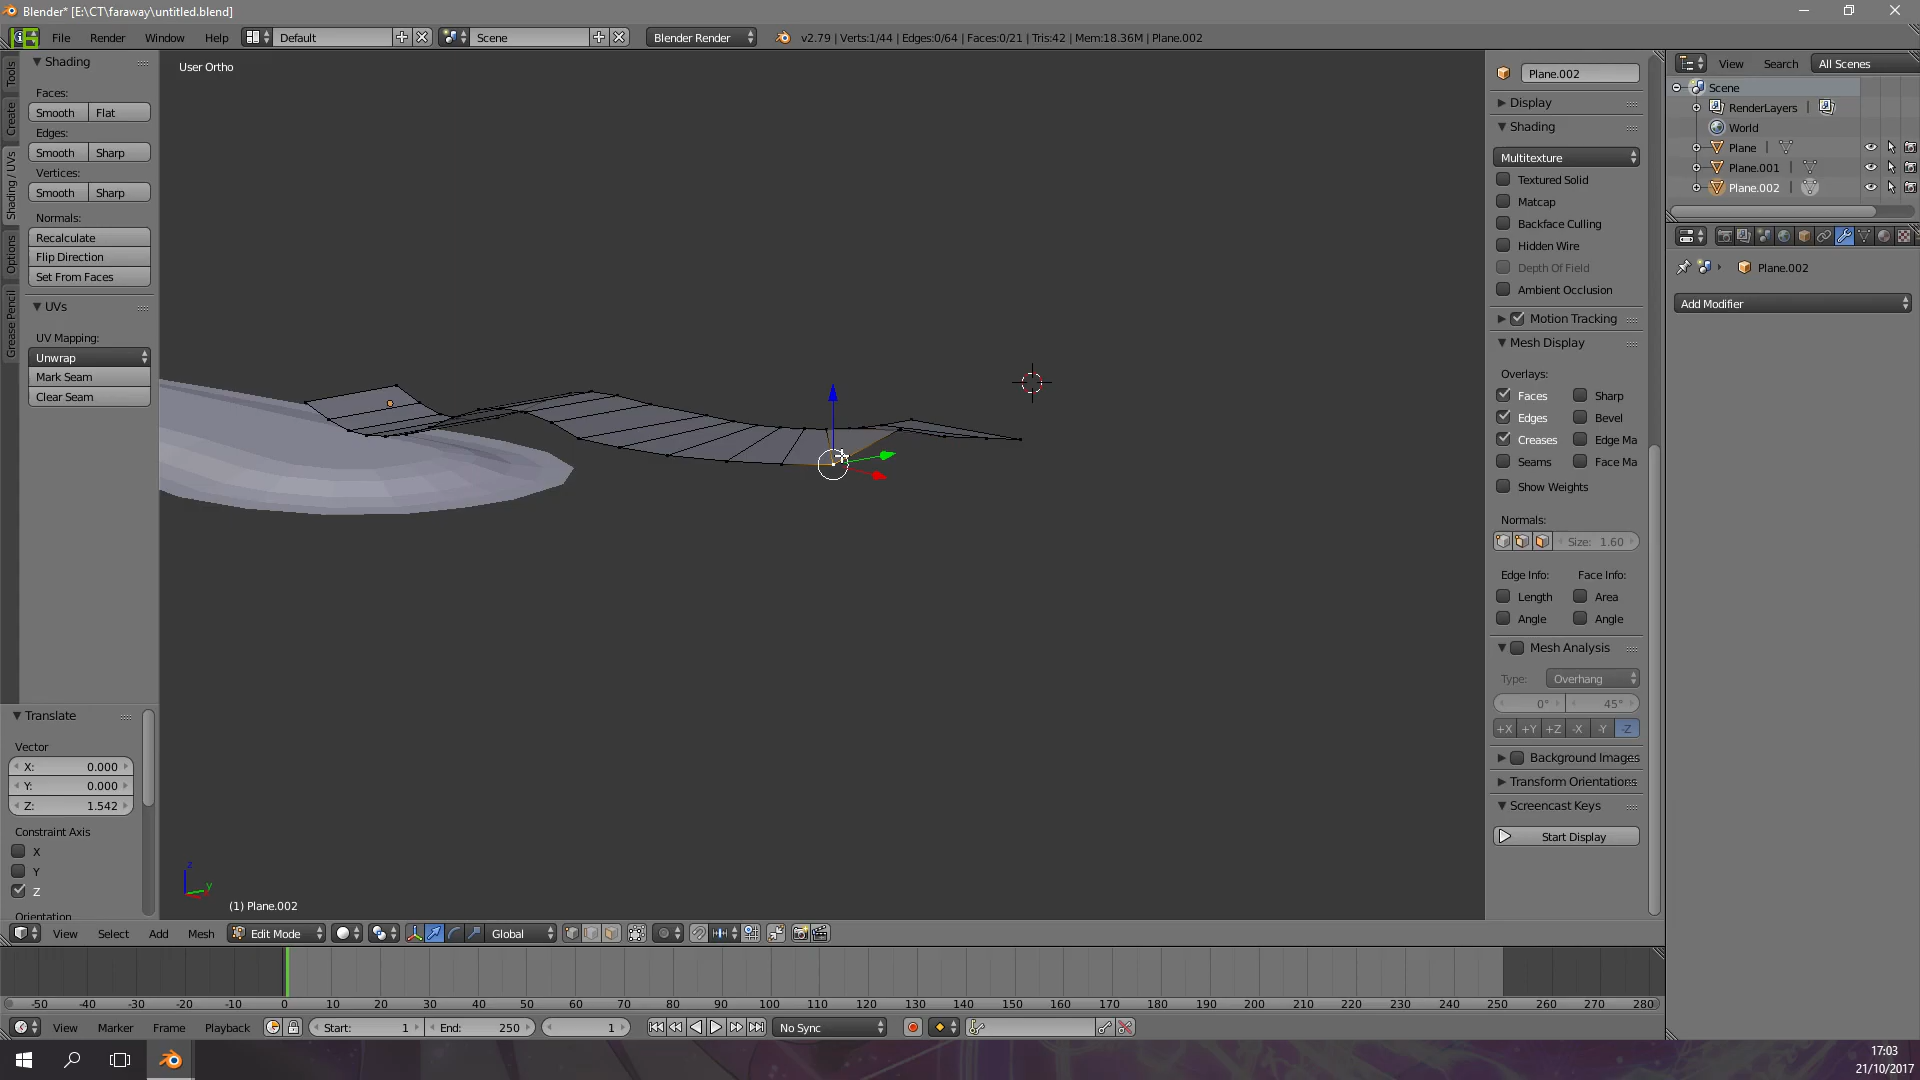 Blender* [E:\CT\faraway\untitled.blend]
File Render Window Help Default Scene Blender Render v2.79 | Verts:1/44 | Edges:0/64 | Faces:0/21 | Tris:42 | Mem:18.36M | Plane.002
Tools
Create
Shading / UVs
Options
Grease Pencil
Shading
Faces:
Smooth Flat
Edges:
Smooth Sharp
Vertices:
Smooth Sharp
Normals:
Recalculate
Flip Direction
Set From Faces
UVs
UV Mapping:
Unwrap
Mark Seam
Clear Seam
Translate
Vector
X: 0.000
Y: 0.000
Z: 1.542
Constraint Axis
X
Y
Z
Orientation
User Ortho
z
y
(1) Plane.002
Plane.002
Display
Shading
Multitexture
Textured Solid
Matcap
Backface Culling
Hidden Wire
Depth Of Field
Ambient Occlusion
Motion Tracking
Mesh Display
Overlays:
Faces Sharp
Edges Bevel
Creases Edge Ma
Seams Face Ma
Show Weights
Normals:
Size: 1.60
Edge Info: Face Info:
Length Area
Angle Angle
Mesh Analysis
Type: Overhang
0° 45°
+X +Y +Z -X -Y -Z
Background Images
Transform Orientations
Screencast Keys
Start Display
View Search All Scenes
Scene
RenderLayers
World
Plane
Plane.001
Plane.002
Plane.002
Add Modifier
View Select Add Mesh Edit Mode Global
-50 -40 -30 -20 -10 0 10 20 30 40 50 60 70 80 90 100 110 120 130 140 150 160 170 180 190 200 210 220 230 240 250 260 270 280
View Marker Frame Playback Start: 1 End: 250 1 No Sync
17:03
21/10/2017